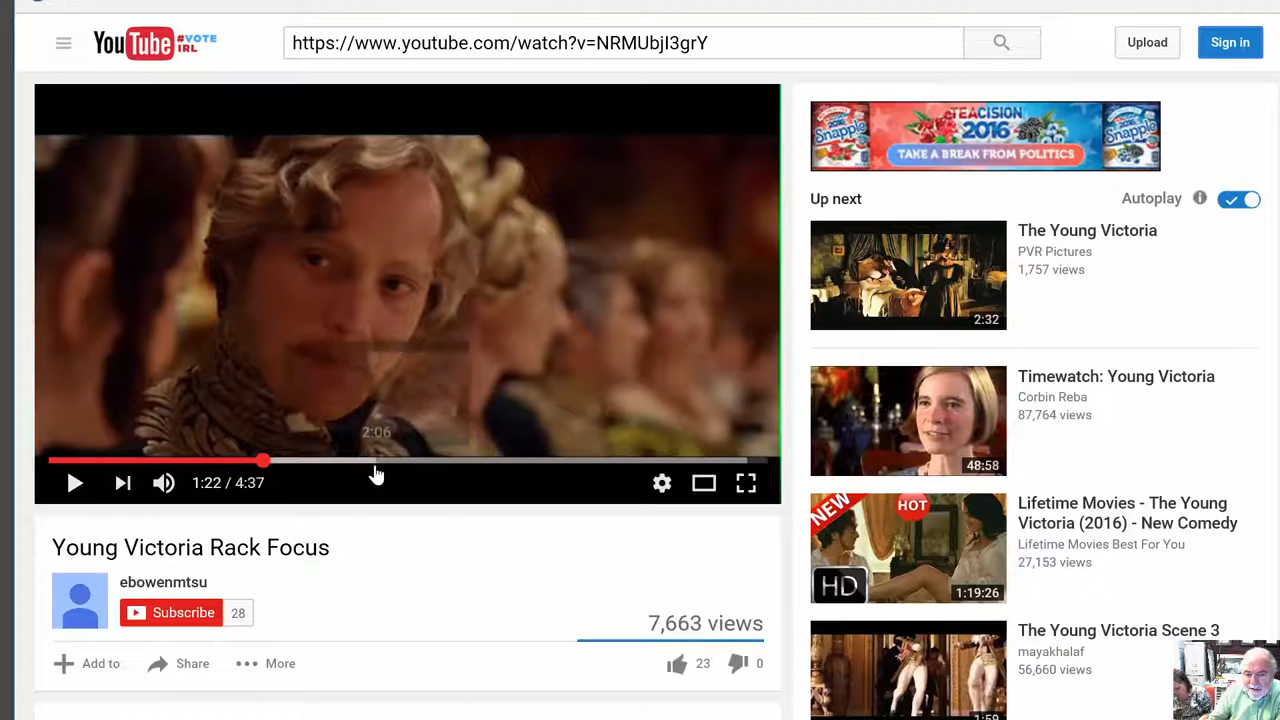 YouTube #VOTE IRL
https://www.youtube.com/watch?v=NRMUbjI3grY
Upload
Sign in
Snapple
TEACISION
2016
TAKE A BREAK FROM POLITICS
Snapple
Up next
Autoplay
The Young Victoria
PVR Pictures
1,757 views
2:32
Timewatch: Young Victoria
Corbin Reba
87,764 views
48:58
2:06
1:22 / 4:37
NEW
HOT
HD
1:19:26
Lifetime Movies - The Young
Victoria (2016) - New Comedy
Lifetime Movies Best For You
27,153 views
Young Victoria Rack Focus
ebowenmtsu
Subscribe 28
7,663 views
Add to
Share
More
23
0
The Young Victoria Scene 3
mayakhalaf
56,660 views
1:59